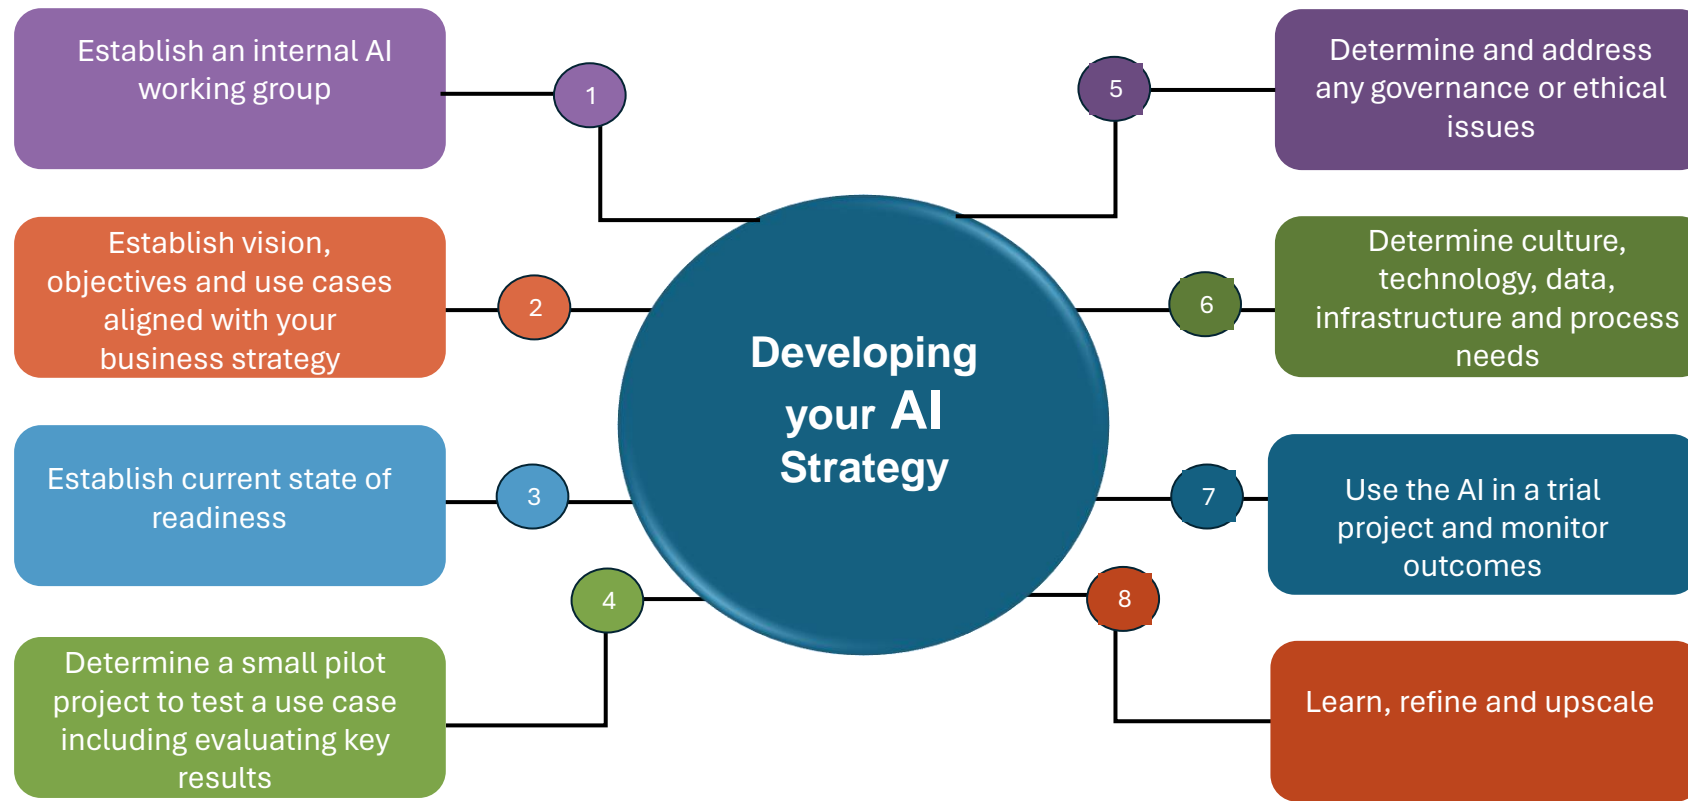 Establish an internal AI
working group
1
Establish vision,
objectives and use cases
aligned with your
business strategy
2
Establish current state of
readiness
3
Determine a small pilot
project to test a use case
including evaluating key
results
4
Developing
your AI
Strategy
5
Determine and address
any governance or ethical
issues
6
Determine culture,
technology, data,
infrastructure and process
needs
7
Use the AI in a trial
project and monitor
outcomes
8
Learn, refine and upscale